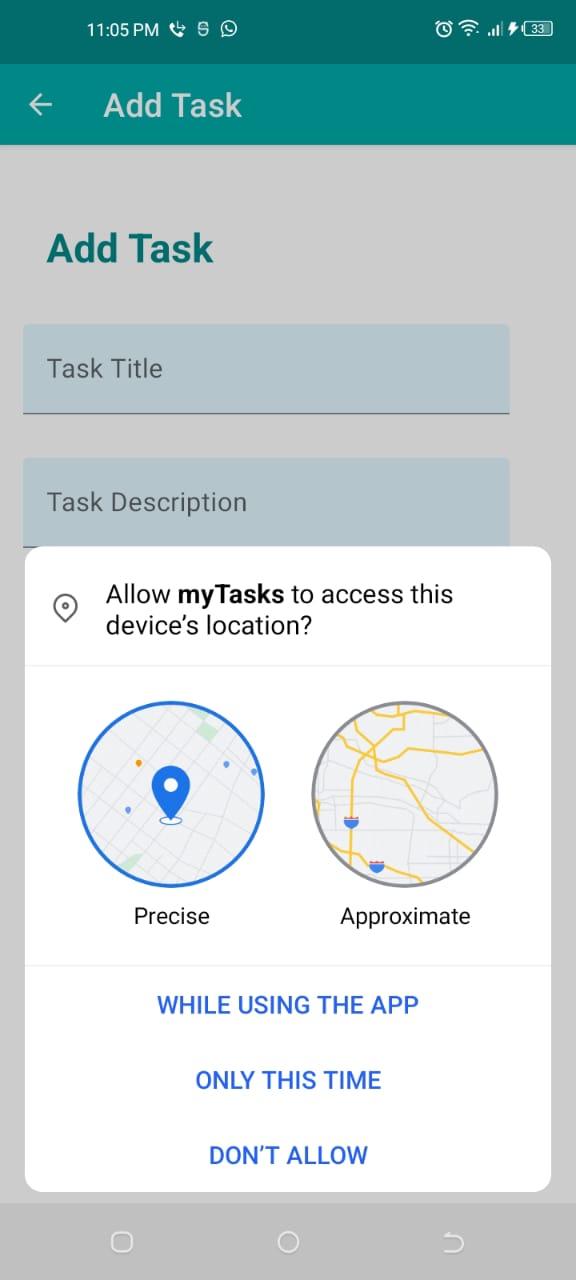 11:05 PM
33
Add Task
Add Task
Task Title
Task Description
Allow myTasks to access this
device’s location?
Precise
Approximate
WHILE USING THE APP
ONLY THIS TIME
DON’T ALLOW